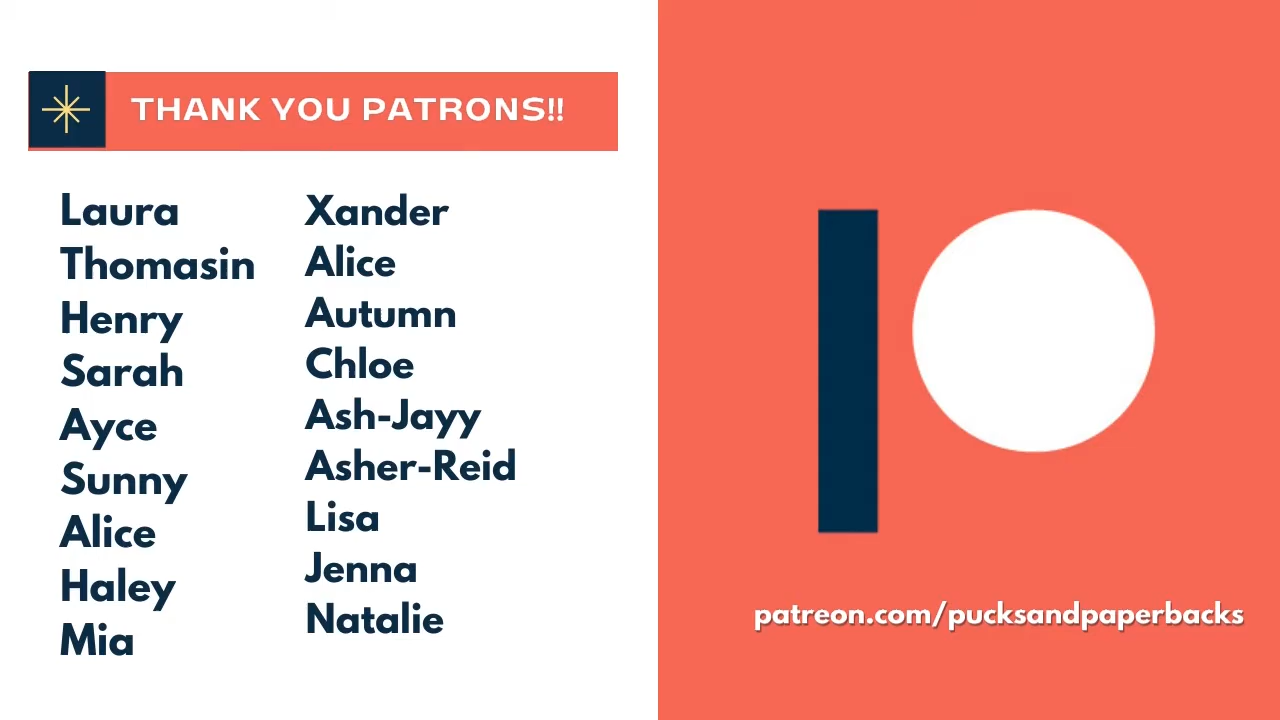 THANK YOU PATRONS!!
Laura
Thomasin
Henry
Sarah
Ayce
Sunny
Alice
Haley
Mia
Xander
Alice
Autumn
Chloe
Ash-Jayy
Asher-Reid
Lisa
Jenna
Natalie
patreon.com/pucksandpaperbacks